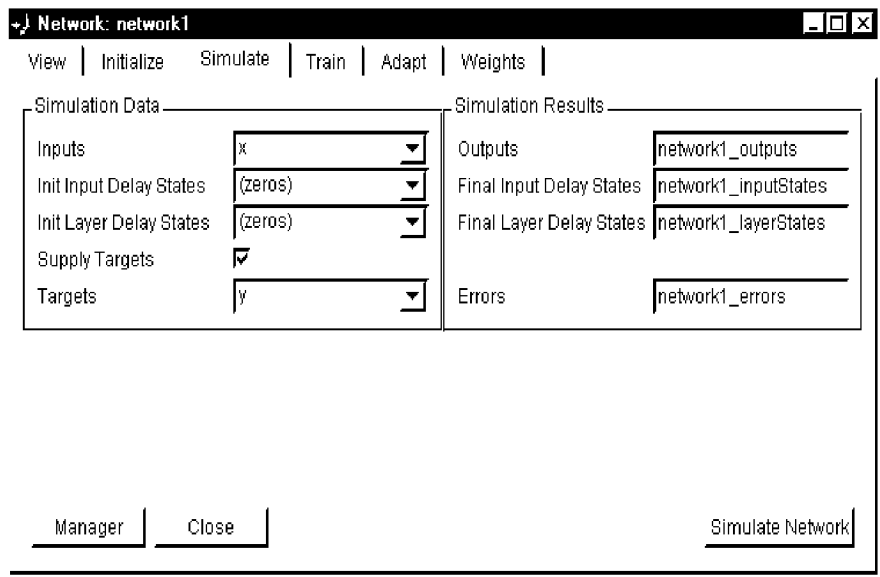 Network: network1
View Initialize Simulate Train Adapt Weights
Simulation Data Simulation Results
Inputs x Outputs network1_outputs
Init Input Delay States (zeros) Final Input Delay States network1_inputStates
Init Layer Delay States (zeros) Final Layer Delay States network1_layerStates
Supply Targets
Targets y Errors network1_errors
Manager Close Simulate Network